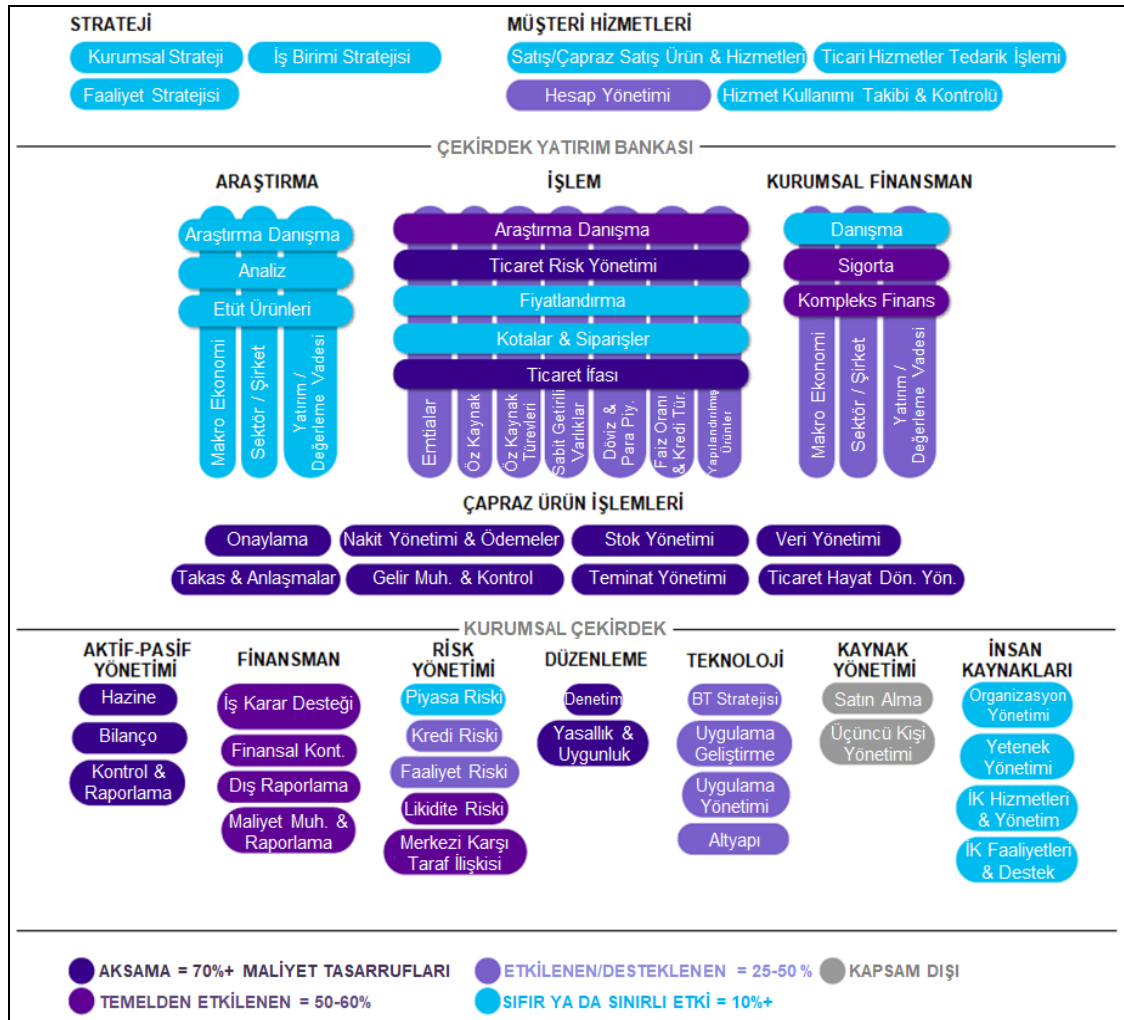 STRATEJİ
Kurumsal Strateji
İş Birimi Stratejisi
Faaliyet Stratejisi
MÜŞTERİ HİZMETLERİ
Satış/Çapraz Satış Ürün & Hizmetleri
Ticari Hizmetler Tedarik İşlemi
Hesap Yönetimi
Hizmet Kullanımı Takibi & Kontrolü
ÇEKİRDEK YATIRIM BANKASI
ARAŞTIRMA
Araştırma Danışma
Analiz
Etüt Ürünleri
Makro Ekonomi
Sektör / Şirket
Yatırım /
Değerleme Vadesi
İŞLEM
Araştırma Danışma
Ticaret Risk Yönetimi
Fiyatlandırma
Kotalar & Siparişler
Ticaret İfası
Emtialar
Öz Kaynak
Öz Kaynak
Türevleri
Sabit Getirili
Varlıklar
Döviz &
Para Piy.
Faiz Oranı
& Kredi Tür.
Yapılandırılmış
Ürünler
KURUMSAL FİNANSMAN
Danışma
Sigorta
Kompleks Finans
Makro Ekonomi
Sektör / Şirket
Yatırım /
Değerleme Vadesi
ÇAPRAZ ÜRÜN İŞLEMLERİ
Onaylama
Nakit Yönetimi & Ödemeler
Stok Yönetimi
Veri Yönetimi
Takas & Anlaşmalar
Gelir Muh. & Kontrol
Teminat Yönetimi
Ticaret Hayat Dön. Yön.
KURUMSAL ÇEKİRDEK
AKTİF-PASİF
YÖNETİMİ
Hazine
Bilanço
Kontrol &
Raporlama
FİNANSMAN
İş Karar Desteği
Finansal Kont.
Dış Raporlama
Maliyet Muh. &
Raporlama
RİSK
YÖNETİMİ
Piyasa Riski
Kredi Riski
Faaliyet Riski
Likidite Riski
Merkezi Karşı
Taraf İlişkisi
DÜZENLEME
Denetim
Yasallık &
Uygunluk
TEKNOLOJİ
BT Stratejisi
Uygulama
Geliştirme
Uygulama
Yönetimi
Altyapı
KAYNAK
YÖNETİMİ
Satın Alma
Üçüncü Kişi
Yönetimi
İNSAN
KAYNAKLARI
Organizasyon
Yönetimi
Yetenek
Yönetimi
İK Hizmetleri
& Yönetim
İK Faaliyetleri
& Destek
AKSAMA = 70%+ MALİYET TASARRUFLARI
ETKİLENEN/DESTEKLENEN = 25-50 %
KAPSAM DIŞI
TEMELDEN ETKİLENEN = 50-60%
SIFIR YA DA SINIRLI ETKİ = 10%+